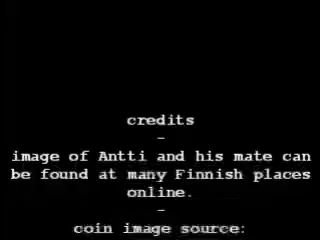 credits
-
image of Antti and his mate can
be found at many Finnish places
online.
-
coin image source: